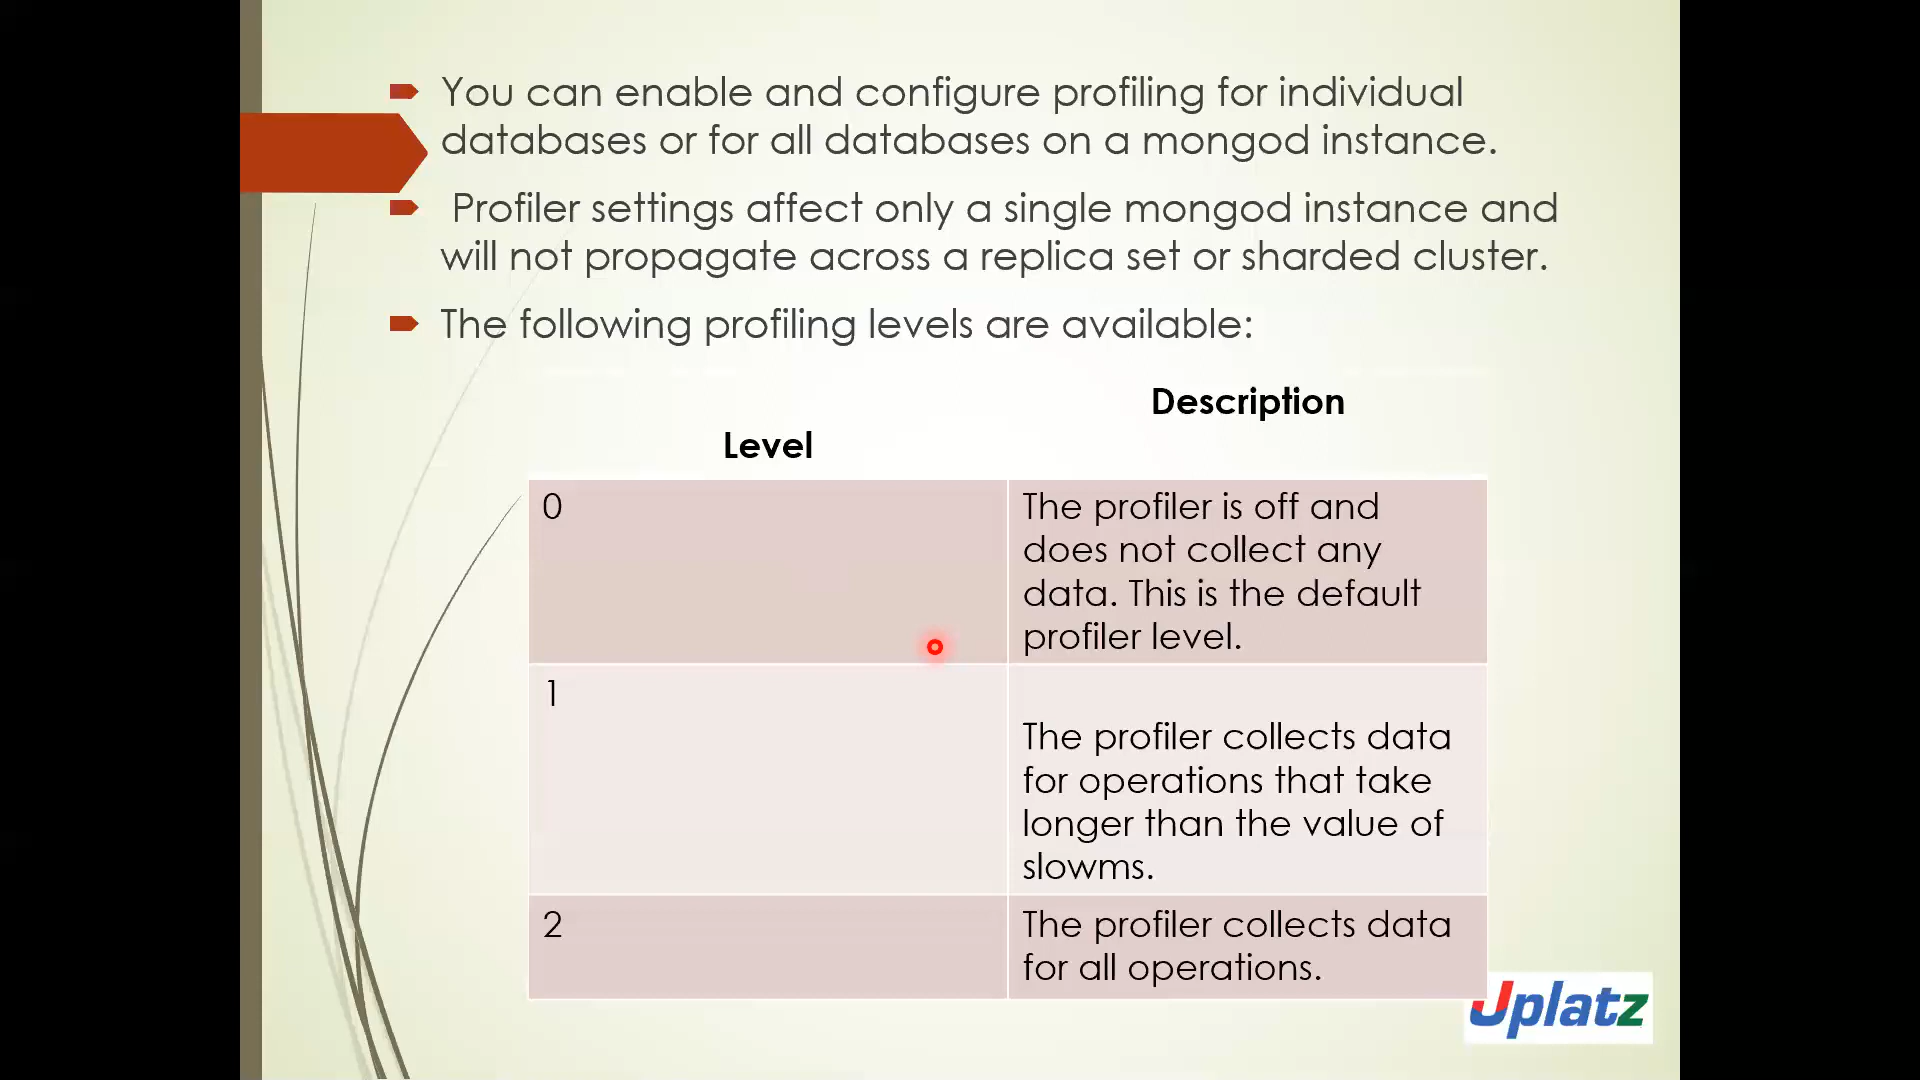 You can enable and configure profiling for individual
databases or for all databases on a mongod instance.
Profiler settings affect only a single mongod instance and
will not propagate across a replica set or sharded cluster.
The following profiling levels are available:
Level
Description
0
The profiler is off and
does not collect any
data. This is the default
profiler level.
1
The profiler collects data
for operations that take
longer than the value of
slowms.
2
The profiler collects data
for all operations.
Uplatz